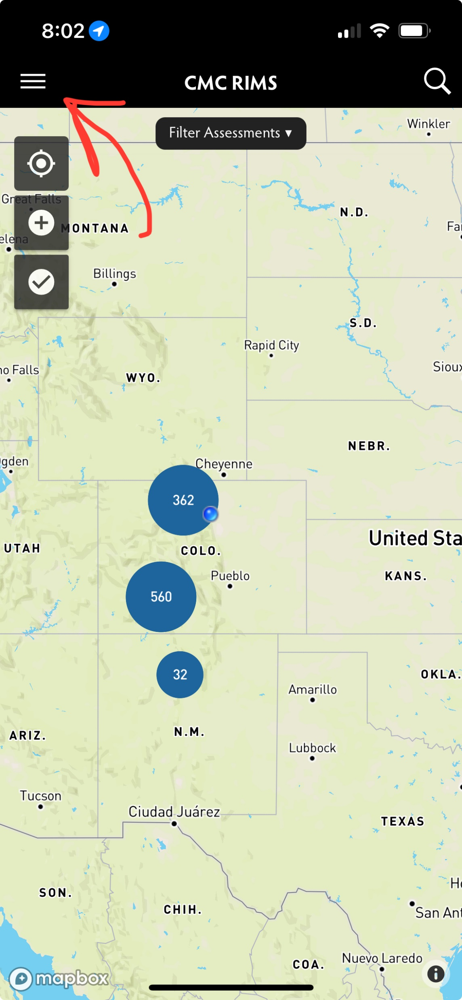 8:02
CMC RIMS
Filter Assessments ▾
Winkler
Great Falls
N.D.
MONTANA
Fa
elena
Billings
S.D.
Rapid City
o Falls
Sioux
WYO.
NEBR.
gden
Cheyenne
362
United Sta
UTAH
COLO.
Pueblo
KANS.
560
32
OKLA.
Amarillo
N.M.
ARIZ.
Lubbock
Tucson
Ciudad Juárez
TEXAS
H
SON.
CHIH.
San Ant
Nuevo Laredo
COA.
mapbox